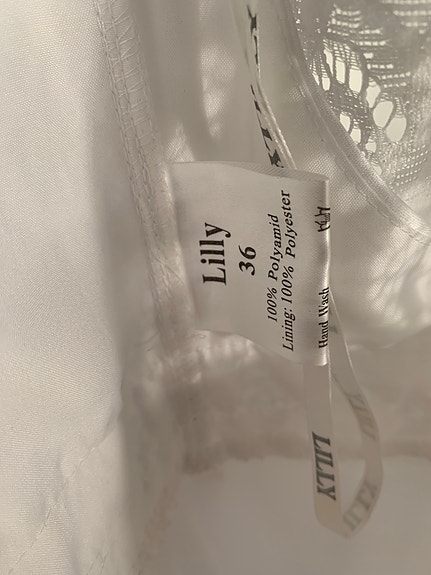 Lilly
36
100% Polyamid
Lining: 100% Polyester
Hand Wash
LILLY